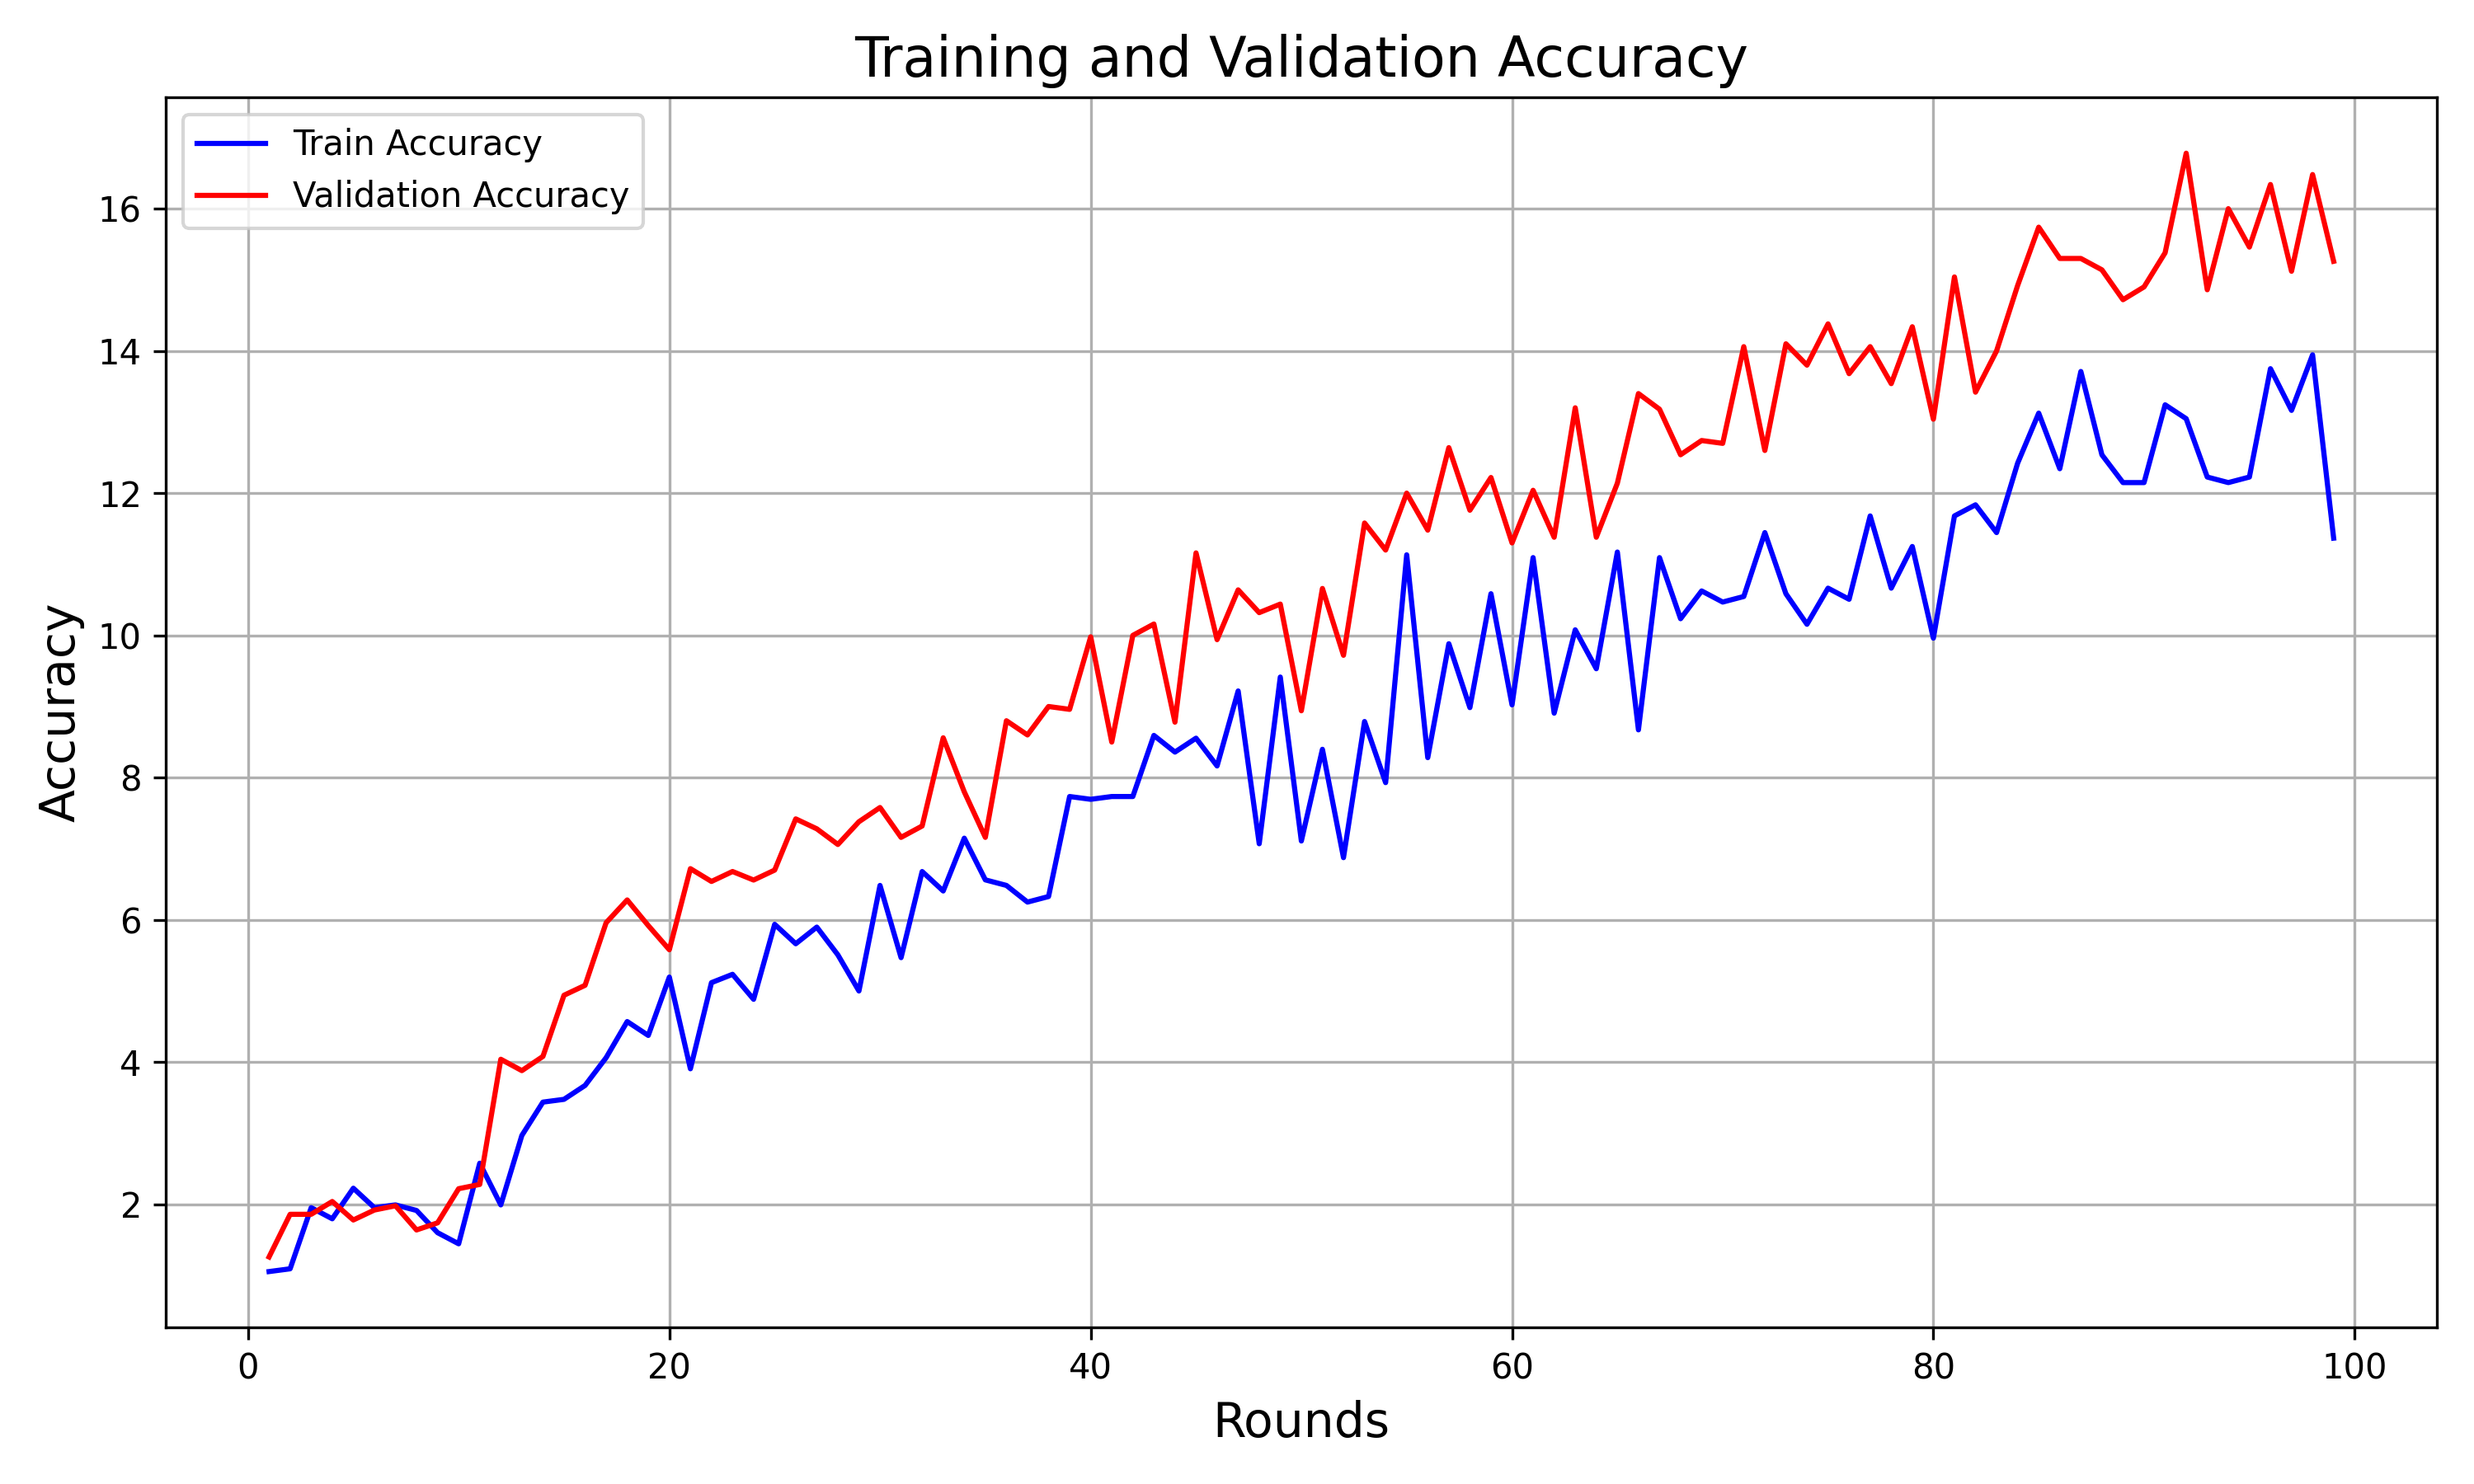 Training and Validation Accuracy
Train Accuracy
Validation Accuracy
16
14
12
10
8
6
4
2
Accuracy
0 20 40 60 80 100
Rounds